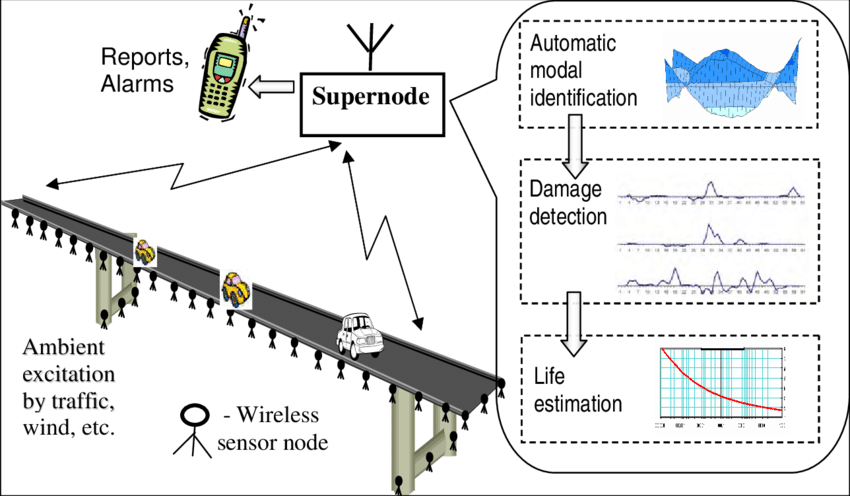 Reports,
Alarms
Supernode
Automatic
modal
identification
Damage
detection
Life
estimation
Ambient
excitation
by traffic,
wind, etc.
- Wireless
sensor node